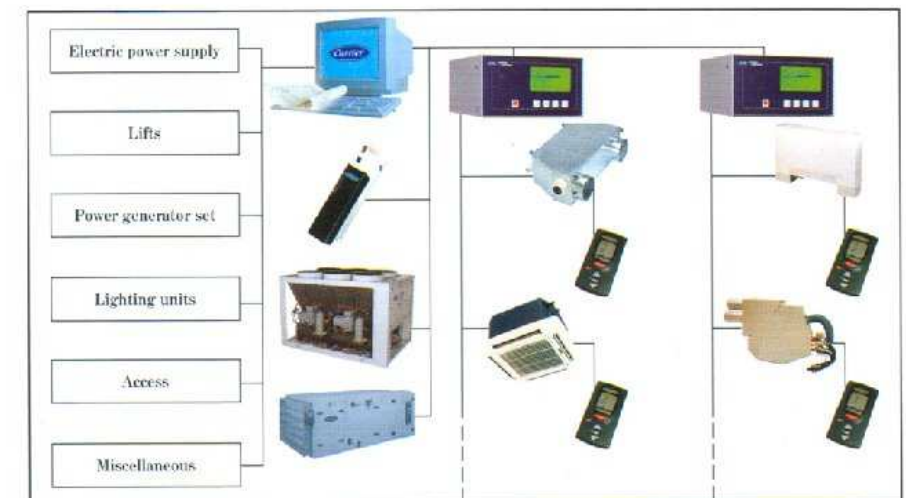 Electric power supply
Carrier
Lifts
Power generator set
Lighting units
Access
Miscellaneous